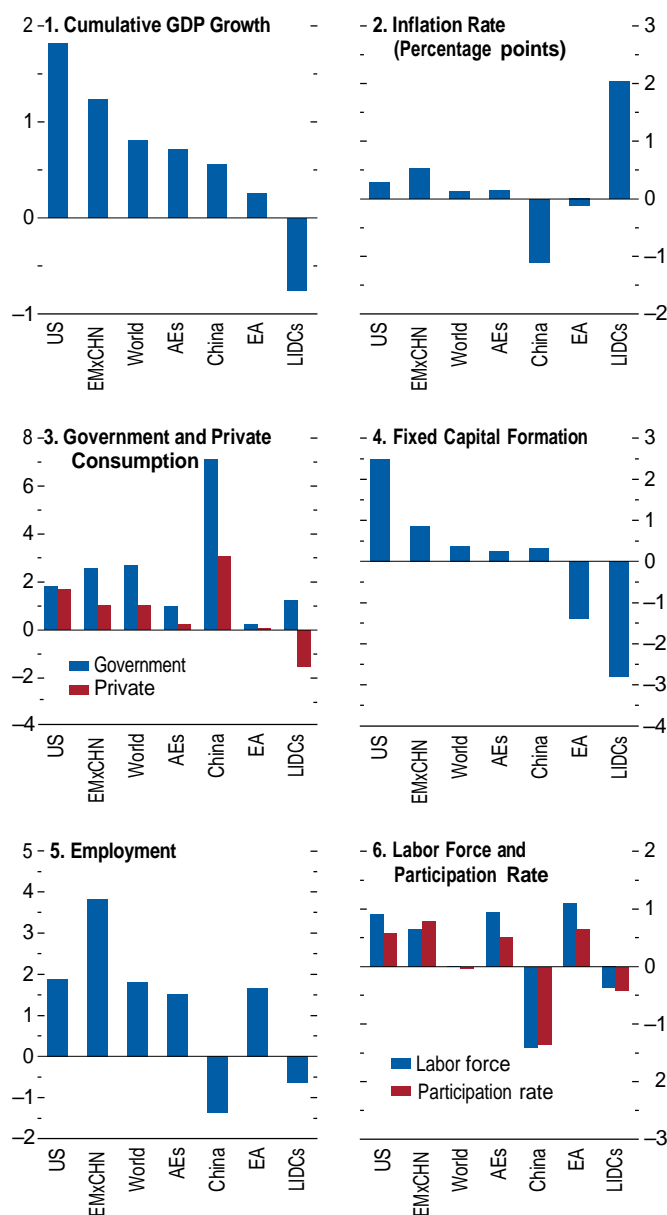 1. Cumulative GDP Growth
2
1
0
–1
US
EMxCHN
World
AEs
China
EA
LIDCs
2. Inflation Rate
(Percentage points)
3
2
1
0
–1
–2
US
EMxCHN
World
AEs
China
EA
LIDCs
3. Government and Private
Consumption
8
6
4
2
0
–2
–4
Government
Private
US
EMxCHN
World
AEs
China
EA
LIDCs
4. Fixed Capital Formation
3
2
1
0
–1
–2
–3
–4
US
EMxCHN
World
AEs
China
EA
LIDCs
5. Employment
5
4
3
2
1
0
–1
–2
US
EMxCHN
World
AEs
China
EA
LIDCs
6. Labor Force and
Participation Rate
2
1
0
–1
–2
–3
Labor force
Participation rate
US
EMxCHN
World
AEs
China
EA
LIDCs